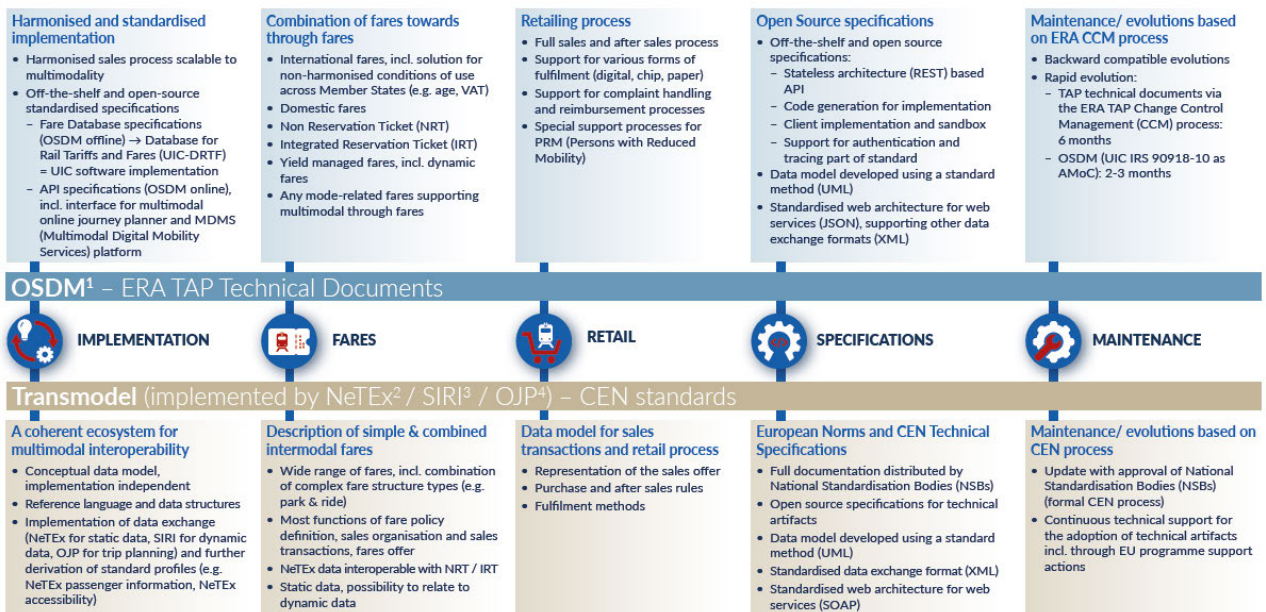 Harmonised and standardised
implementation
• Harmonised sales process scalable to
multimodality
• Off-the-shelf and open-source
standardised specifications
– Fare Database specifications
(OSDM offline) → Database for
Rail Tariffs and Fares (UIC-DRTF)
= UIC software implementation
– API specifications (OSDM online),
incl. interface for multimodal
online journey planner and MDMS
(Multimodal Digital Mobility
Services) platform
Combination of fares towards
through fares
• International fares, incl. solution for
non-harmonised conditions of use
across Member States (e.g. age, VAT)
• Domestic fares
• Non Reservation Ticket (NRT)
• Integrated Reservation Ticket (IRT)
• Yield managed fares, incl. dynamic
fares
• Any mode-related fares supporting
multimodal through fares
Retailing process
• Full sales and after sales process
• Support for various forms of
fulfilment (digital, chip, paper)
• Support for complaint handling
and reimbursement processes
• Special support processes for
PRM (Persons with Reduced
Mobility)
Open Source specifications
• Off-the-shelf and open source
specifications:
– Stateless architecture (REST) based
API
– Code generation for implementation
– Client implementation and sandbox
– Support for authentication and
tracing part of standard
• Data model developed using a standard
method (UML)
• Standardised web architecture for web
services (JSON), supporting other data
exchange formats (XML)
Maintenance/ evolutions based
on ERA CCM process
• Backward compatible evolutions
• Rapid evolution:
– TAP technical documents via
the ERA TAP Change Control
Management (CCM) process:
6 months
– OSDM (UIC IRS 90918-10 as
AMoC): 2-3 months
OSDM¹ – ERA TAP Technical Documents
IMPLEMENTATION
FARES
RETAIL
</>
SPECIFICATIONS
MAINTENANCE
Transmodel (implemented by NeTEx² / SIRI³ / OJP⁴) – CEN standards
A coherent ecosystem for
multimodal interoperability
• Conceptual data model,
implementation independent
• Reference language and data structures
• Implementation of data exchange
(NeTEx for static data, SIRI for dynamic
data, OJP for trip planning) and further
derivation of standard profiles (e.g.
NeTEx passenger information, NeTEx
accessibility)
Description of simple & combined
intermodal fares
• Wide range of fares, incl. combination
of complex fare structure types (e.g.
park & ride)
• Most functions of fare policy
definition, sales organisation and sales
transactions, fares offer
• NeTEx data interoperable with NRT / IRT
• Static data, possibility to relate to
dynamic data
Data model for sales
transactions and retail process
• Representation of the sales offer
• Purchase and after sales rules
• Fulfilment methods
European Norms and CEN Technical
Specifications
• Full documentation distributed by
National Standardisation Bodies (NSBs)
• Open source specifications for technical
artifacts
• Data model developed using a standard
method (UML)
• Standardised data exchange format (XML)
• Standardised web architecture for web
services (SOAP)
Maintenance/ evolutions based on
CEN process
• Update with approval of National
Standardisation Bodies (NSBs)
(formal CEN process)
• Continuous technical support for
the adoption of technical artifacts
incl. through EU programme support
actions